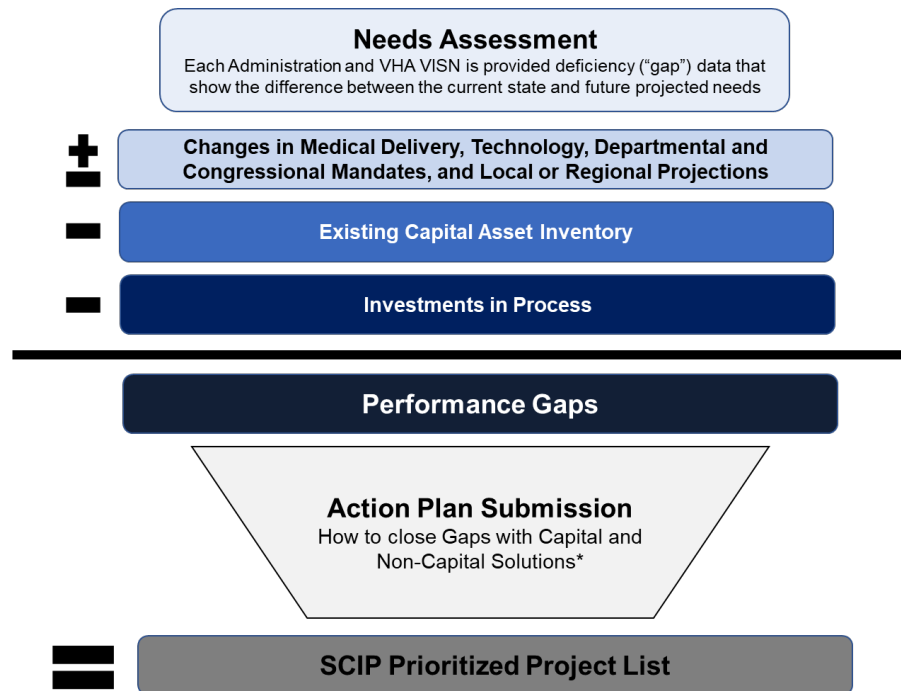 Needs Assessment
Each Administration and VHA VISN is provided deficiency (“gap”) data that
show the difference between the current state and future projected needs
Changes in Medical Delivery, Technology, Departmental and
Congressional Mandates, and Local or Regional Projections
Existing Capital Asset Inventory
Investments in Process
Performance Gaps
Action Plan Submission
How to close Gaps with Capital and
Non-Capital Solutions*
SCIP Prioritized Project List